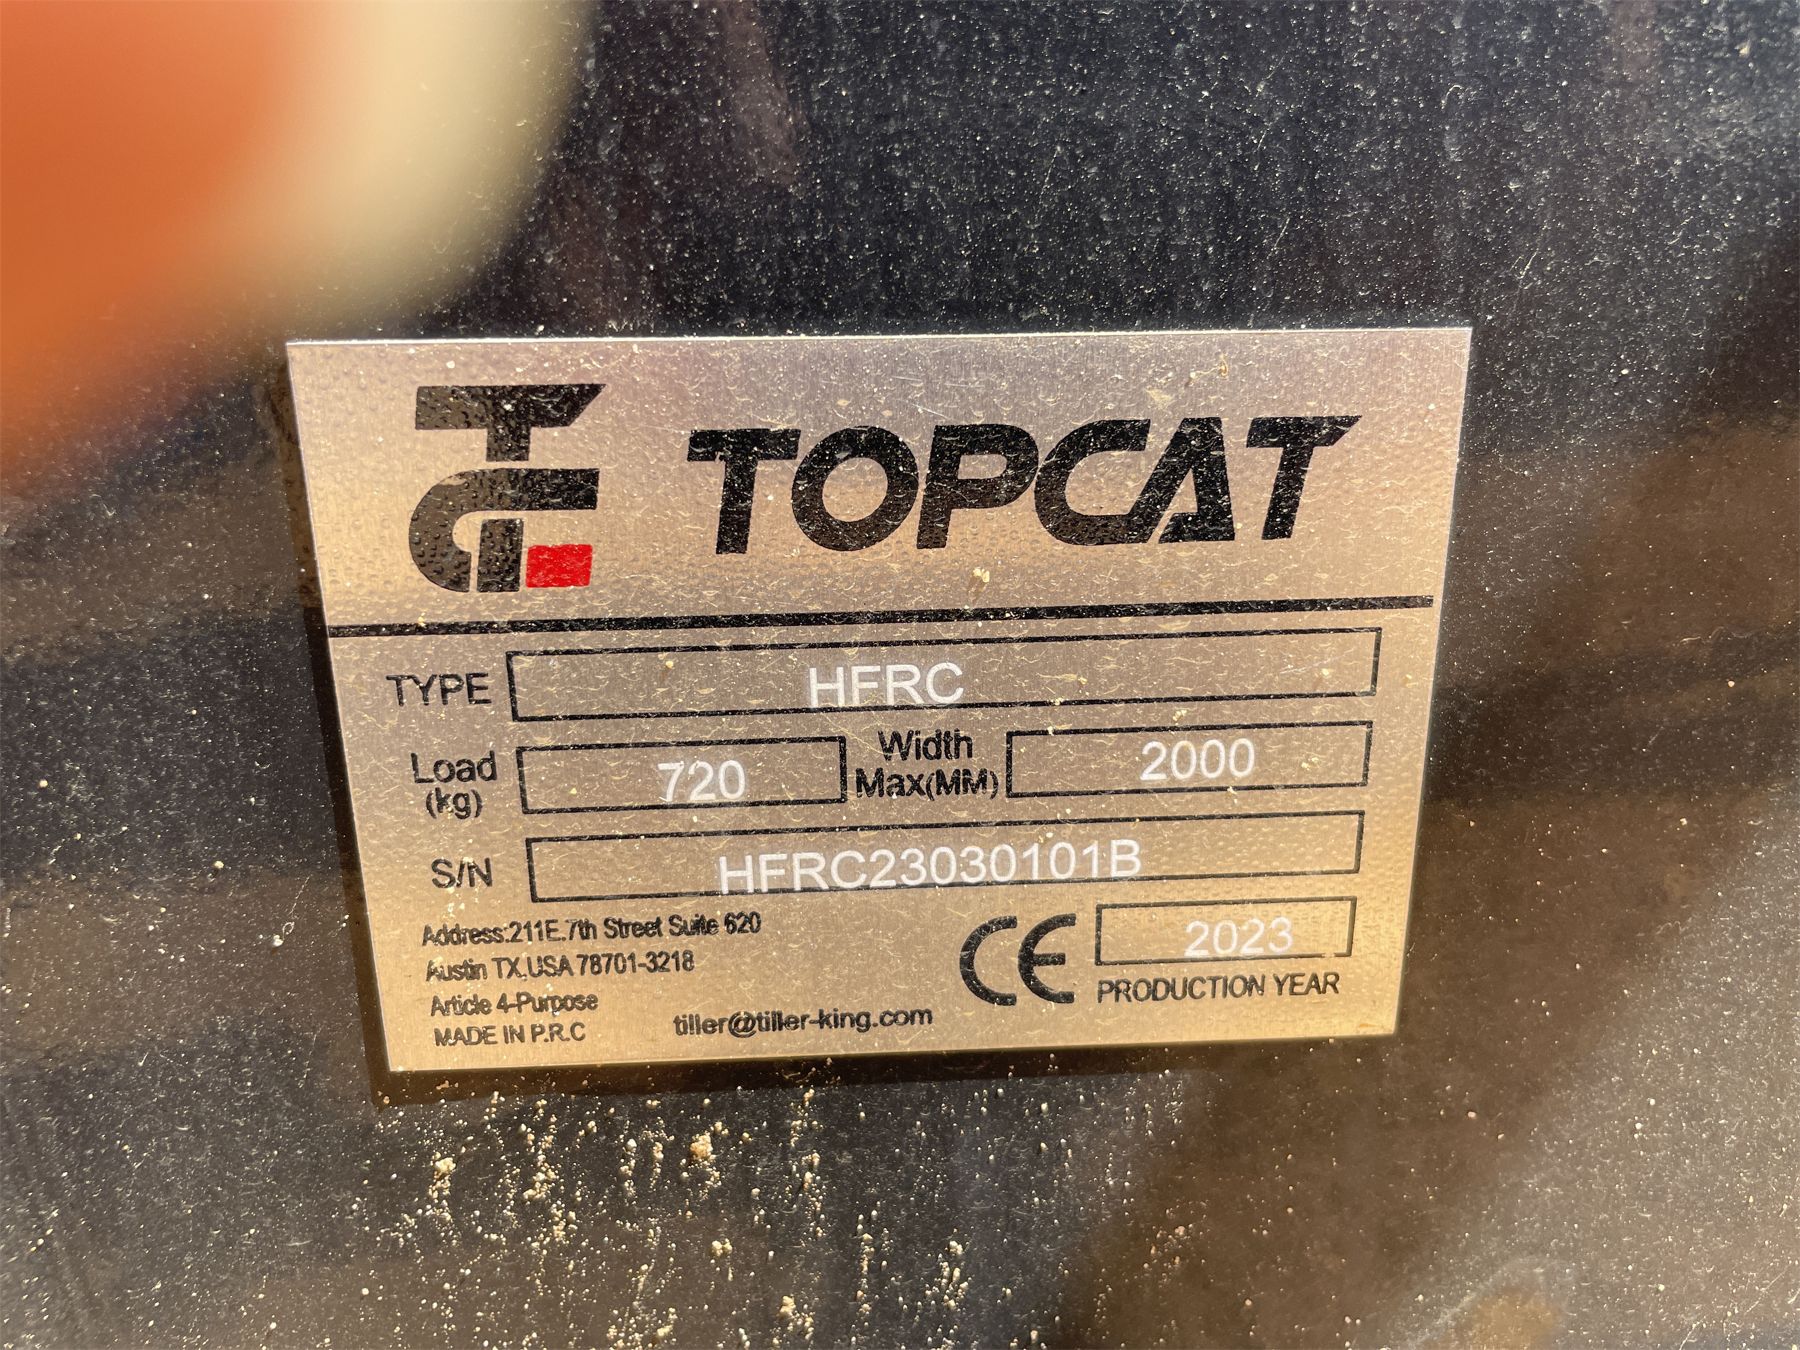 TOPCAT
TYPE HFRC
Load (kg) 720 Width Max(MM) 2000
S/N HFRC23030101B
Address:211E.7th Street Suite 620
Austin TX,USA 78701-3218
Article 4-Purpose
MADE IN P.R.C
tiller@tiller-king.com
CE
2023
PRODUCTION YEAR